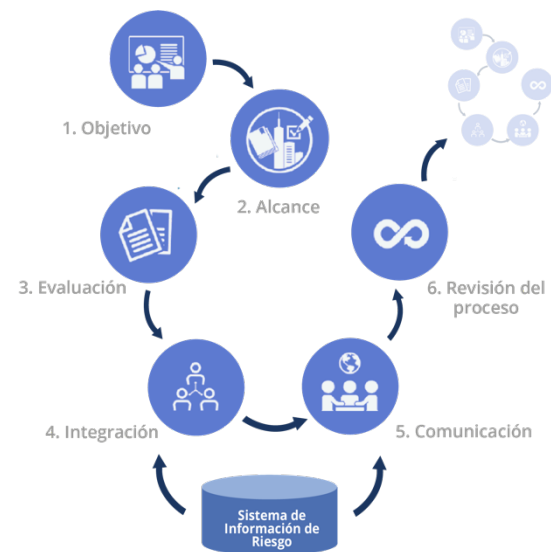 1. Objetivo
2. Alcance
3. Evaluación
6. Revisión del
proceso
4. Integración
5. Comunicación
Sistema de
Información de
Riesgo